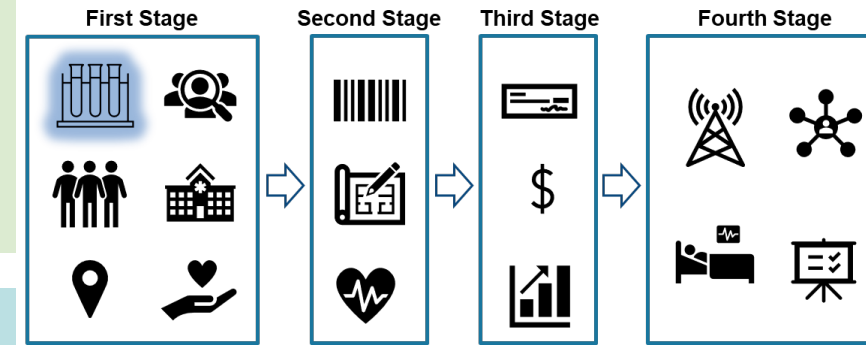 First Stage
Second Stage
Third Stage
Fourth Stage
$